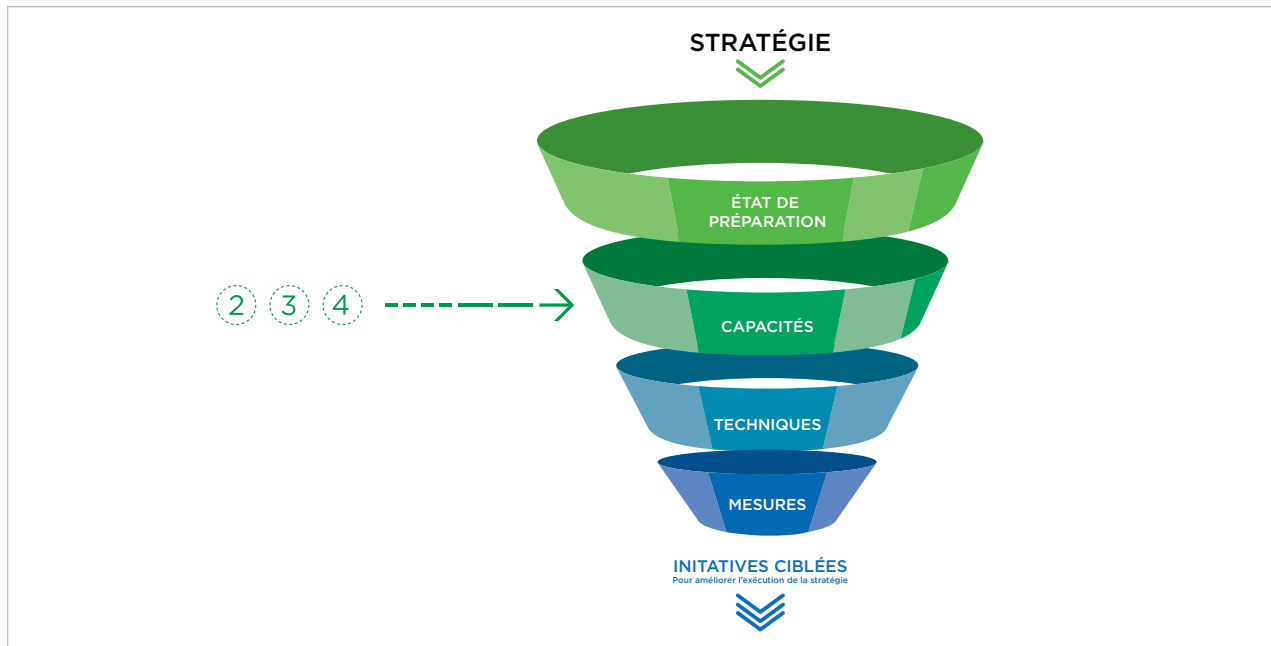 STRATÉGIE
ÉTAT DE
PRÉPARATION
2 3 4
CAPACITÉS
TECHNIQUES
MESURES
INITATIVES CIBLÉES
Pour améliorer l'exécution de la stratégie